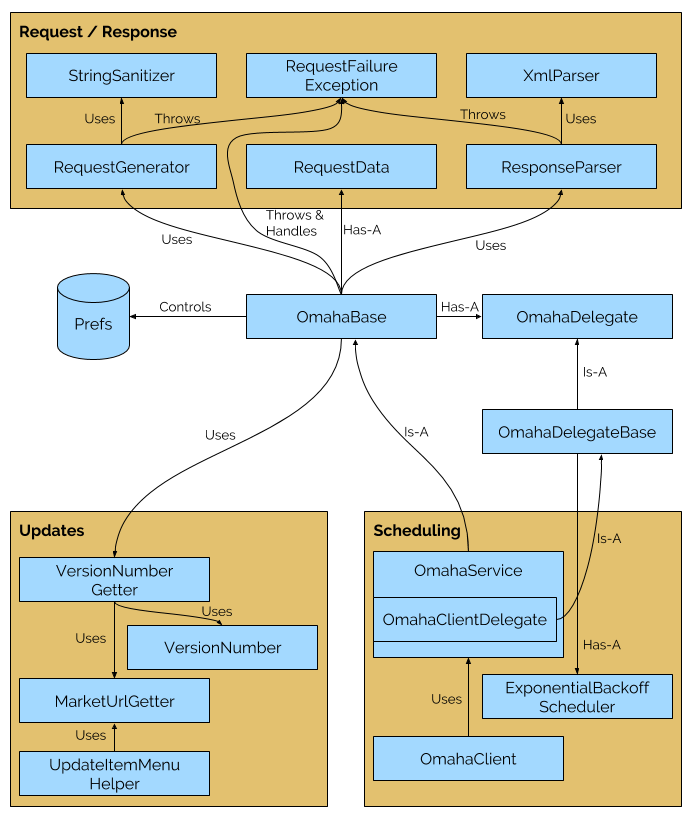 Request / Response
StringSanitizer
RequestFailure
Exception
XmlParser
Uses
Throws
Throws
Uses
RequestGenerator
RequestData
ResponseParser
Uses
Throws &
Handles
Has-A
Uses
Prefs
Controls
OmahaBase
Has-A
OmahaDelegate
Is-A
Uses
Is-A
OmahaDelegateBase
Updates
VersionNumber
Getter
Uses
Uses
VersionNumber
MarketUrlGetter
Uses
UpdateItemMenu
Helper
Scheduling
Is-A
OmahaService
OmahaClientDelegate
Has-A
ExponentialBackoff
Scheduler
Uses
OmahaClient